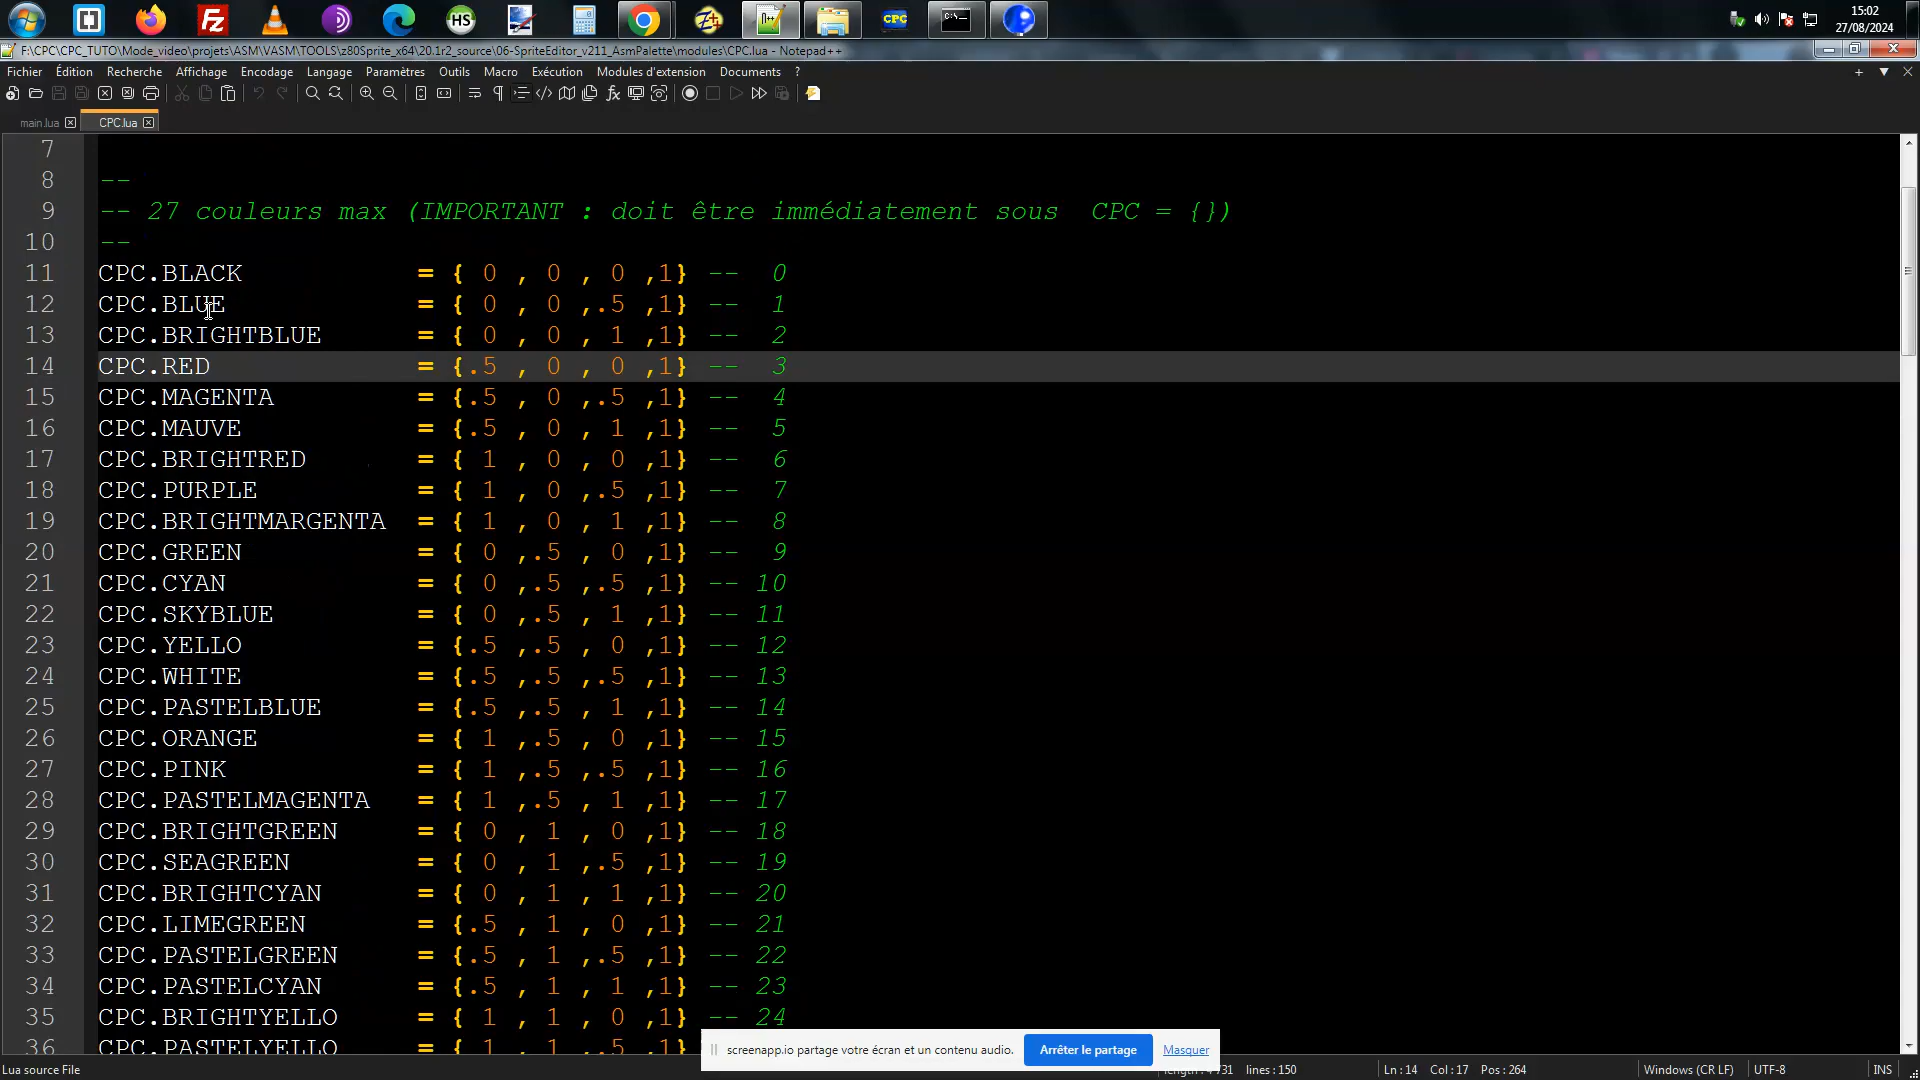 15:02
27/08/2024
F:\CPC\CPC_TUTO\Mode_video\projets\ASM\VASM\TOOLS\z80Sprite_x64\20.1r2_source\06-SpriteEditor_v211_AsmPalette\modules\CPC.lua - Notepad++
Fichier Édition Recherche Affichage Encodage Langage Paramètres Outils Macro Exécution Modules d'extension Documents ?
main.lua CPC.lua
7
8 --
9 -- 27 couleurs max (IMPORTANT : doit être immédiatement sous  CPC = {})
10 --
11 CPC.BLACK = { 0 , 0 , 0 ,1} -- 0
12 CPC.BLUE = { 0 , 0 ,.5 ,1} -- 1
13 CPC.BRIGHTBLUE = { 0 , 0 , 1 ,1} -- 2
14 CPC.RED = {.5 , 0 , 0 ,1} -- 3
15 CPC.MAGENTA = {.5 , 0 ,.5 ,1} -- 4
16 CPC.MAUVE = {.5 , 0 , 1 ,1} -- 5
17 CPC.BRIGHTRED = { 1 , 0 , 0 ,1} -- 6
18 CPC.PURPLE = { 1 , 0 ,.5 ,1} -- 7
19 CPC.BRIGHTMARGENTA = { 1 , 0 , 1 ,1} -- 8
20 CPC.GREEN = { 0 ,.5 , 0 ,1} -- 9
21 CPC.CYAN = { 0 ,.5 ,.5 ,1} -- 10
22 CPC.SKYBLUE = { 0 ,.5 , 1 ,1} -- 11
23 CPC.YELLO = {.5 ,.5 , 0 ,1} -- 12
24 CPC.WHITE = {.5 ,.5 ,.5 ,1} -- 13
25 CPC.PASTELBLUE = {.5 ,.5 , 1 ,1} -- 14
26 CPC.ORANGE = { 1 ,.5 , 0 ,1} -- 15
27 CPC.PINK = { 1 ,.5 ,.5 ,1} -- 16
28 CPC.PASTELMAGENTA = { 1 ,.5 , 1 ,1} -- 17
29 CPC.BRIGHTGREEN = { 0 , 1 , 0 ,1} -- 18
30 CPC.SEAGREEN = { 0 , 1 ,.5 ,1} -- 19
31 CPC.BRIGHTCYAN = { 0 , 1 , 1 ,1} -- 20
32 CPC.LIMEGREEN = {.5 , 1 , 0 ,1} -- 21
33 CPC.PASTELGREEN = {.5 , 1 ,.5 ,1} -- 22
34 CPC.PASTELCYAN = {.5 , 1 , 1 ,1} -- 23
35 CPC.BRIGHTYELLO = { 1 , 1 , 0 ,1} -- 24
36 CPC.PASTELYELLO = { 1 , 1 ,.5 ,1}
screenapp.io partage votre écran et un contenu audio. Arrêter le partage Masquer
Lua source File lines : 150 Ln : 14 Col : 17 Pos : 264 Windows (CR LF) UTF-8 INS